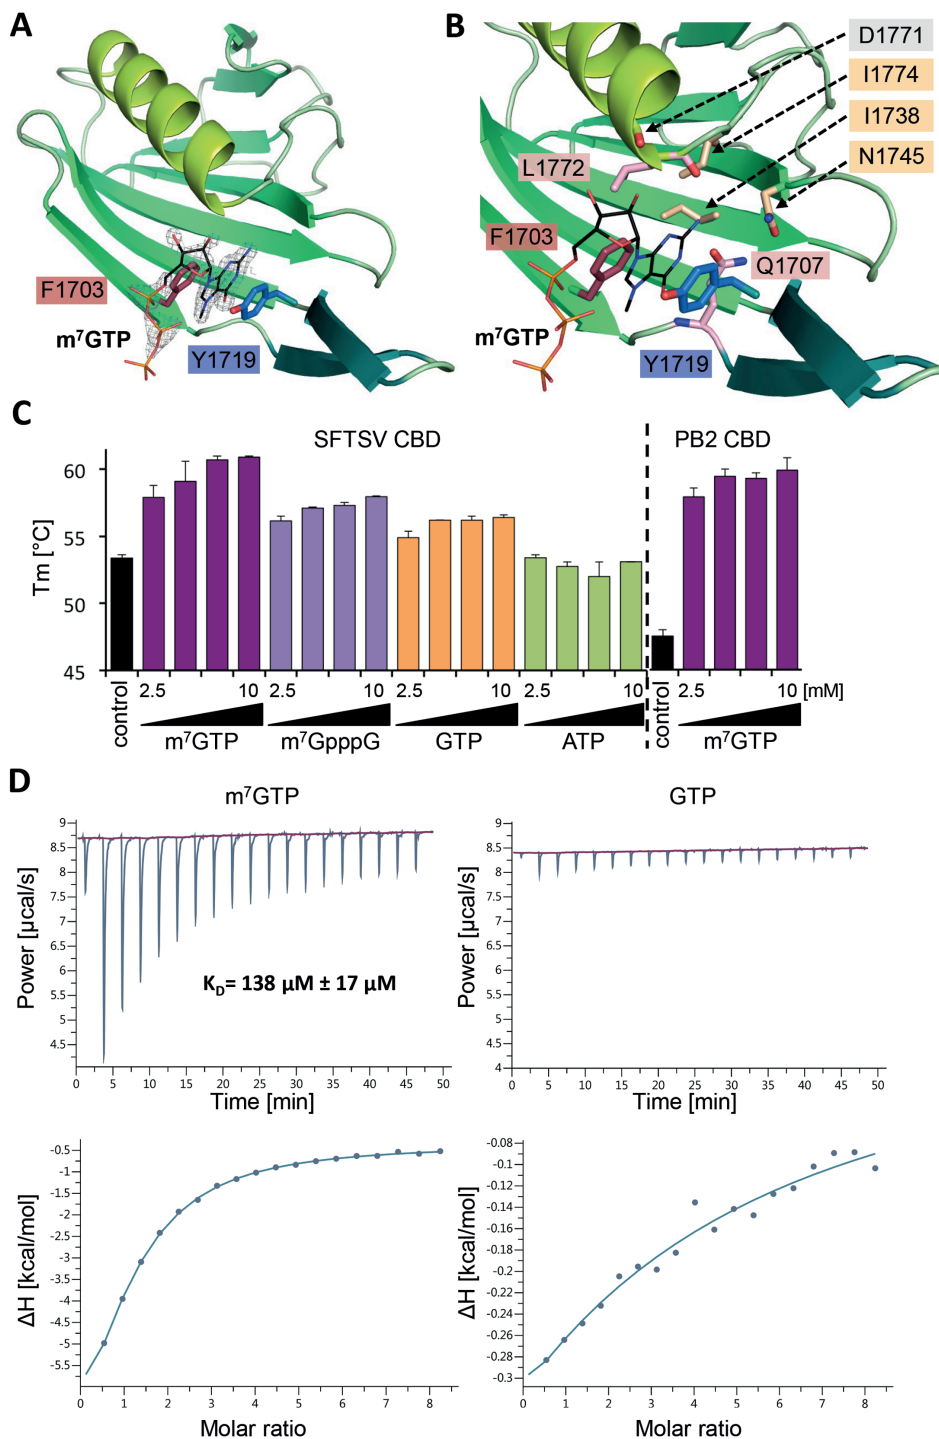 A
F1703
m⁷GTP
Y1719
B
D1771
I1774
I1738
N1745
L1772
F1703
Q1707
m⁷GTP
Y1719
C
SFTSV CBD
PB2 CBD
Tm [°C]
60
55
50
45
control
2.5
10
2.5
10
2.5
10
2.5
10
control
2.5
10 [mM]
m⁷GTP
m⁷GpppG
GTP
ATP
m⁷GTP
D
m⁷GTP
GTP
Power [µcal/s]
9
8.5
8
7.5
7
6.5
6
5.5
5
4.5
K_D= 138 µM ± 17 µM
0 5 10 15 20 25 30 35 40 45 50
Time [min]
Power [µcal/s]
9
8.5
8
7.5
7
6.5
6
5.5
5
4.5
4
0 5 10 15 20 25 30 35 40 45 50
Time [min]
ΔH [kcal/mol]
-0.5
-1
-1.5
-2
-2.5
-3
-3.5
-4
-4.5
-5
-5.5
0 1 2 3 4 5 6 7 8
Molar ratio
ΔH [kcal/mol]
-0.08
-0.1
-0.12
-0.14
-0.16
-0.18
-0.2
-0.22
-0.24
-0.26
-0.28
-0.3
0 1 2 3 4 5 6 7 8
Molar ratio